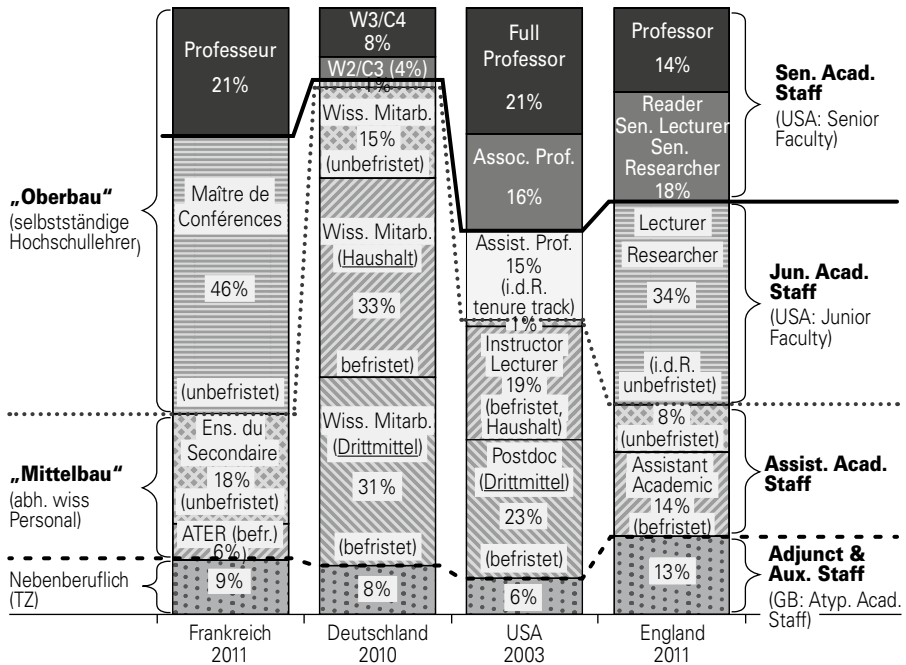 „Oberbau“
(selbstständige
Hochschullehrer)
„Mittelbau“
(abh. wiss
Personal)
Nebenberuflich
(TZ)
Professeur
21%
Maître de
Conférences
46%
(unbefristet)
Ens. du
Secondaire
18%
(unbefristet)
ATER (befr.)
6%
9%
Frankreich
2011
W3/C4
8%
W2/C3 (4%)
1%
Wiss. Mitarb.
15%
(unbefristet)
Wiss. Mitarb.
(Haushalt)
33%
befristet)
Wiss. Mitarb.
(Drittmittel)
31%
(befristet)
8%
Deutschland
2010
Full
Professor
21%
Assoc. Prof.
16%
Assist. Prof.
15%
(i.d.R.
tenure track)
1%
Instructor
Lecturer
19%
(befristet,
Haushalt)
Postdoc
(Drittmittel)
23%
(befristet)
6%
USA
2003
Professor
14%
Reader
Sen. Lecturer
Sen.
Researcher
18%
Lecturer
Researcher
34%
(i.d.R.
unbefristet)
8%
(unbefristet)
Assistant
Academic
14%
(befristet)
13%
England
2011
Sen. Acad.
Staff
(USA: Senior
Faculty)
Jun. Acad.
Staff
(USA: Junior
Faculty)
Assist. Acad.
Staff
Adjunct &
Aux. Staff
(GB: Atyp. Acad.
Staff)